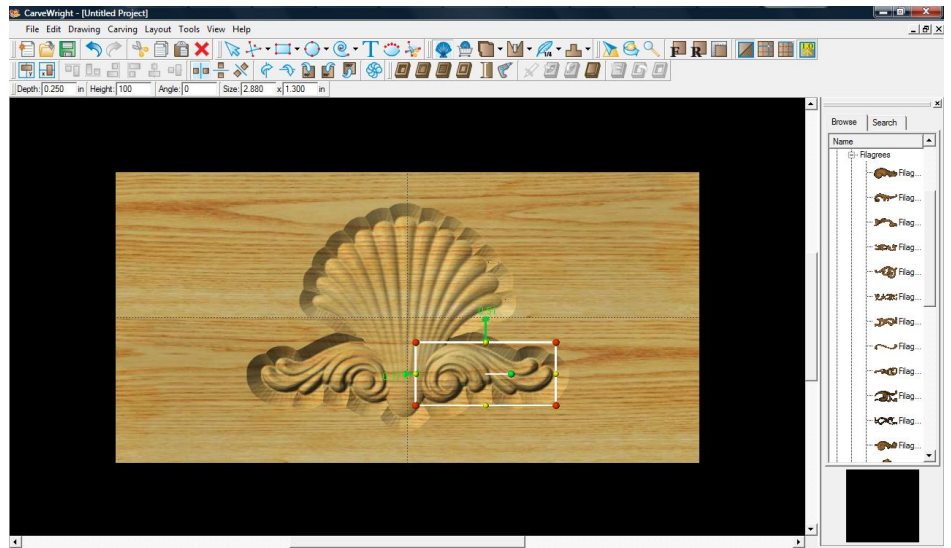 CarveWright - [Untitled Project]
File Edit Drawing Carving Layout Tools View Help
T 1/4 F R
Depth: 0.250 in Height: 100 Angle: 0 Size: 2.880 x 1.300 in
Browse Search
Name
Filagrees
Filag...
Filag...
Filag...
Filag...
Filag...
Filag...
Filag...
Filag...
Filag...
Filag...
Filag...
Filag...